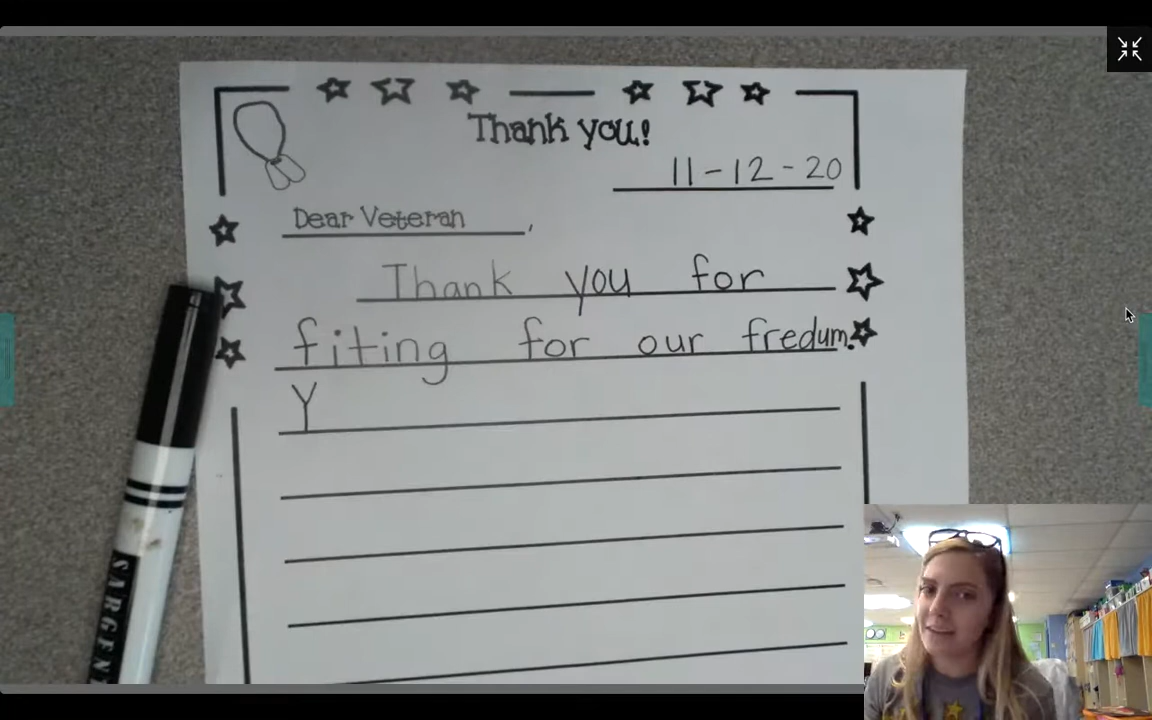 Thank you!
11-12-20
Dear Veteran,
Thank you for
fiting for our fredum.
Y
SARGENT